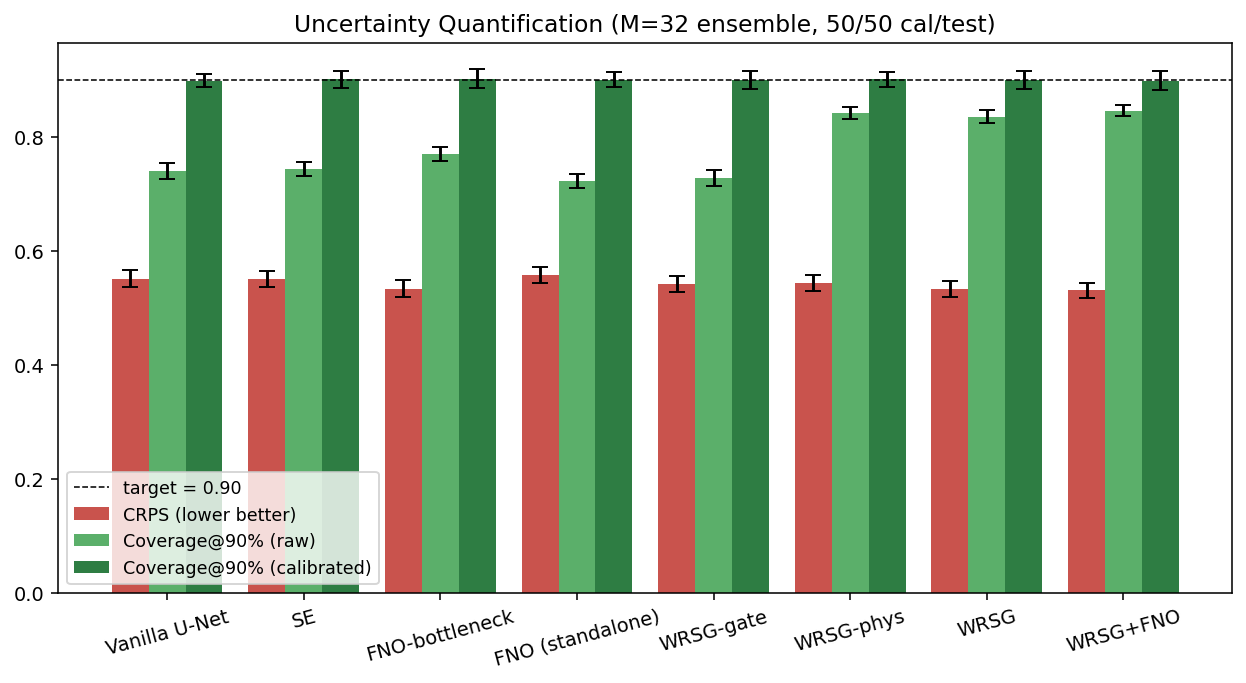 Uncertainty Quantification (M=32 ensemble, 50/50 cal/test)
0.8
0.6
0.4
0.2
0.0
target = 0.90
CRPS (lower better)
Coverage@90% (raw)
Coverage@90% (calibrated)
Vanilla U-Net
SE
FNO-bottleneck
FNO (standalone)
WRSG-gate
WRSG-phys
WRSG
WRSG+FNO